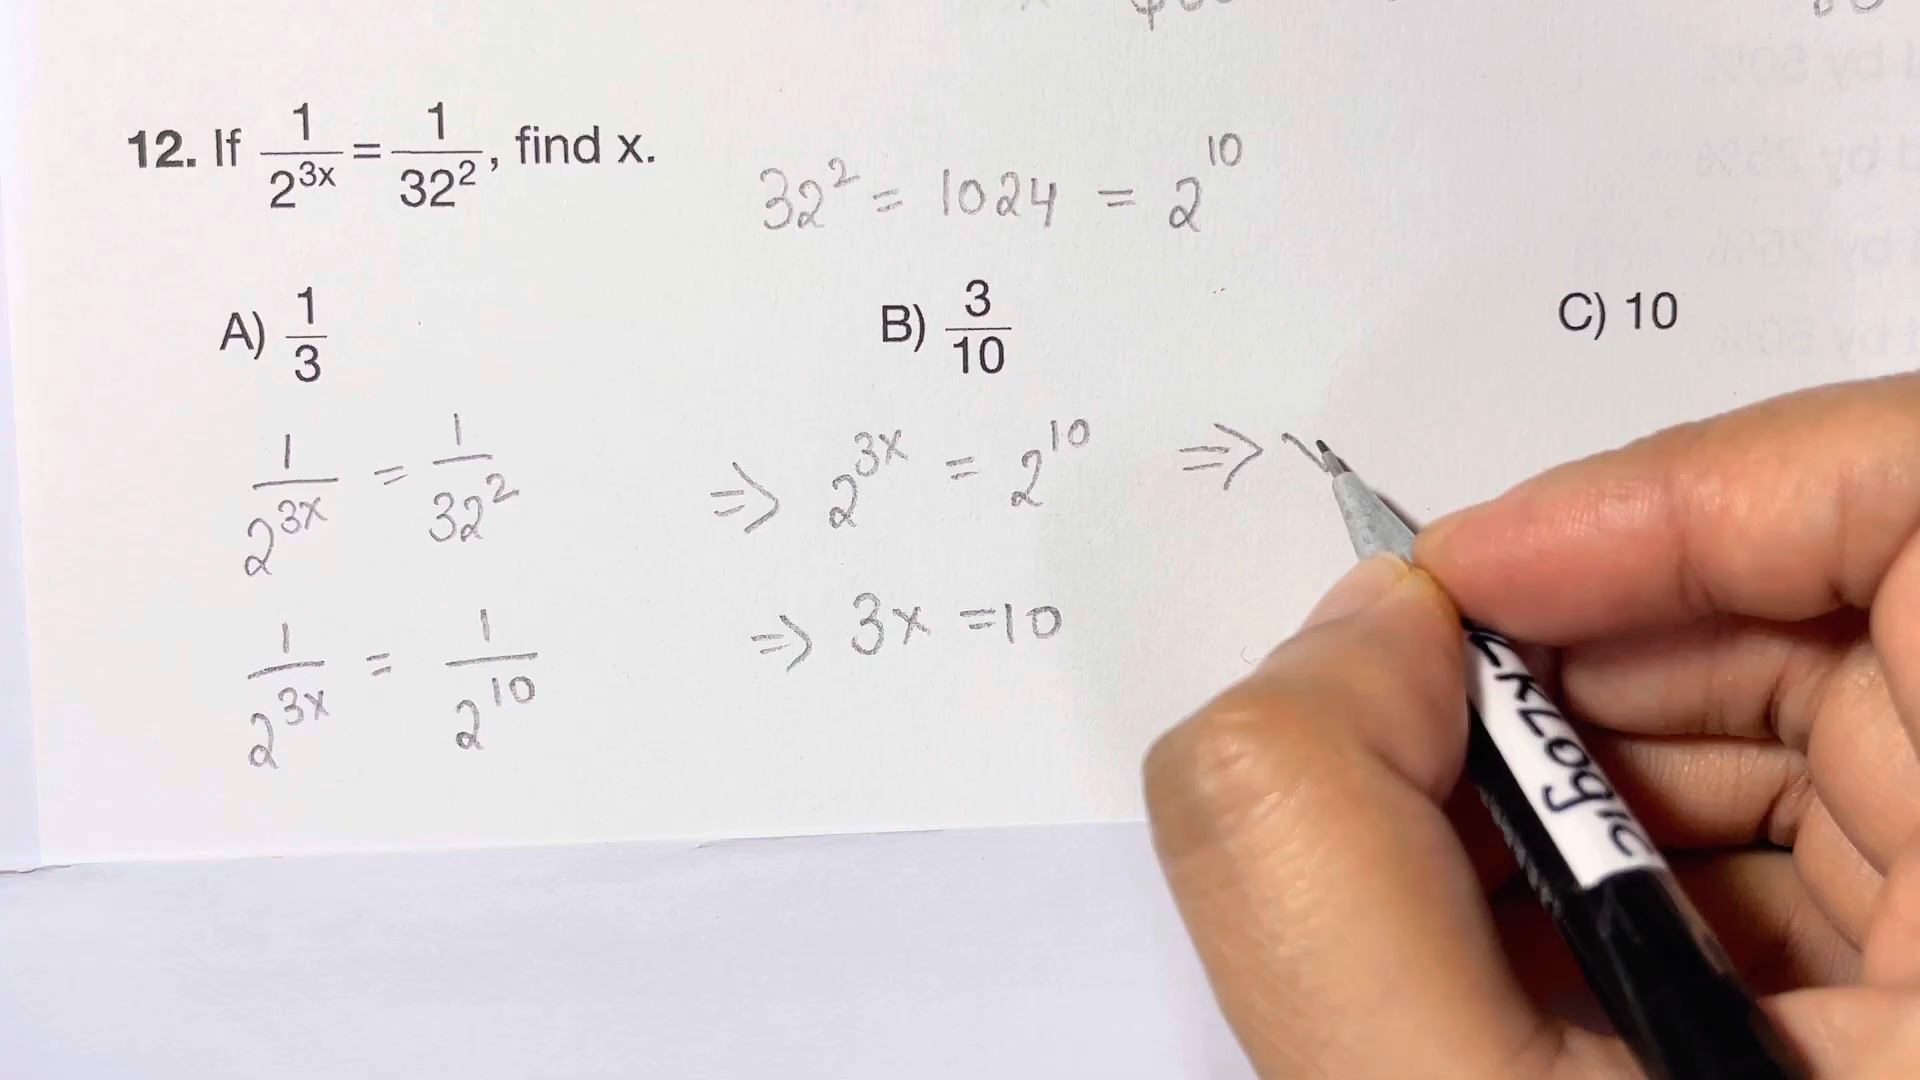 12. If 1/2^3x = 1/32^2, find x.
32^2 = 1024 = 2^10
A) 1/3
B) 3/10
C) 10
1/2^3x = 1/32^2
=> 2^3x = 2^10 =>
1/2^3x = 1/2^10
=> 3x = 10